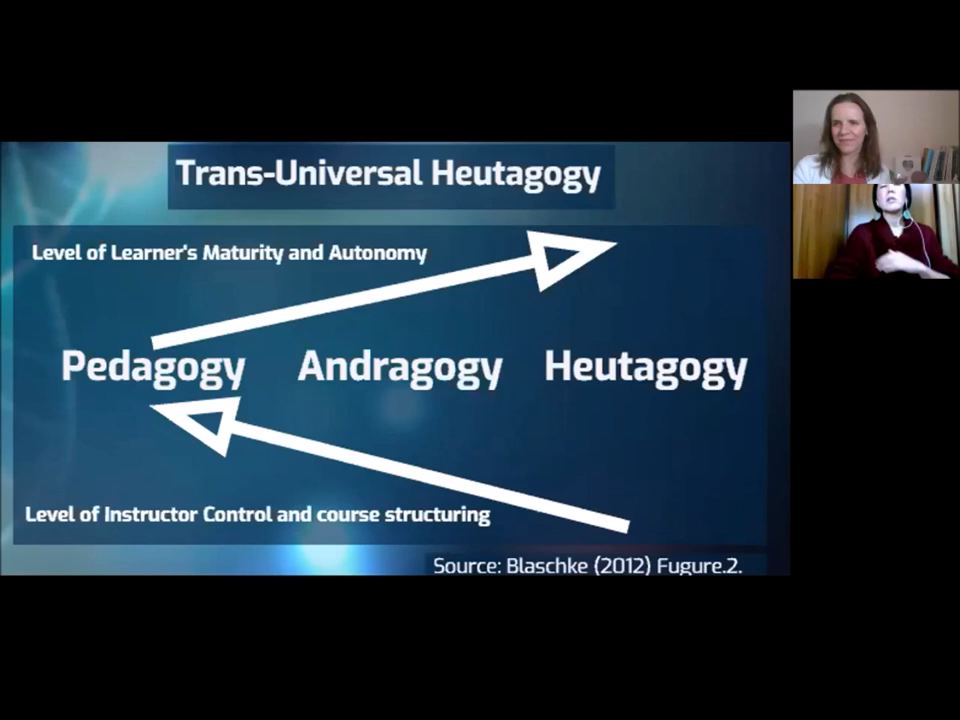 Trans-Universal Heutagogy
Level of Learner's Maturity and Autonomy
Pedagogy Andragogy Heutagogy
Level of Instructor Control and course structuring
Source: Blaschke (2012) Fugure.2.